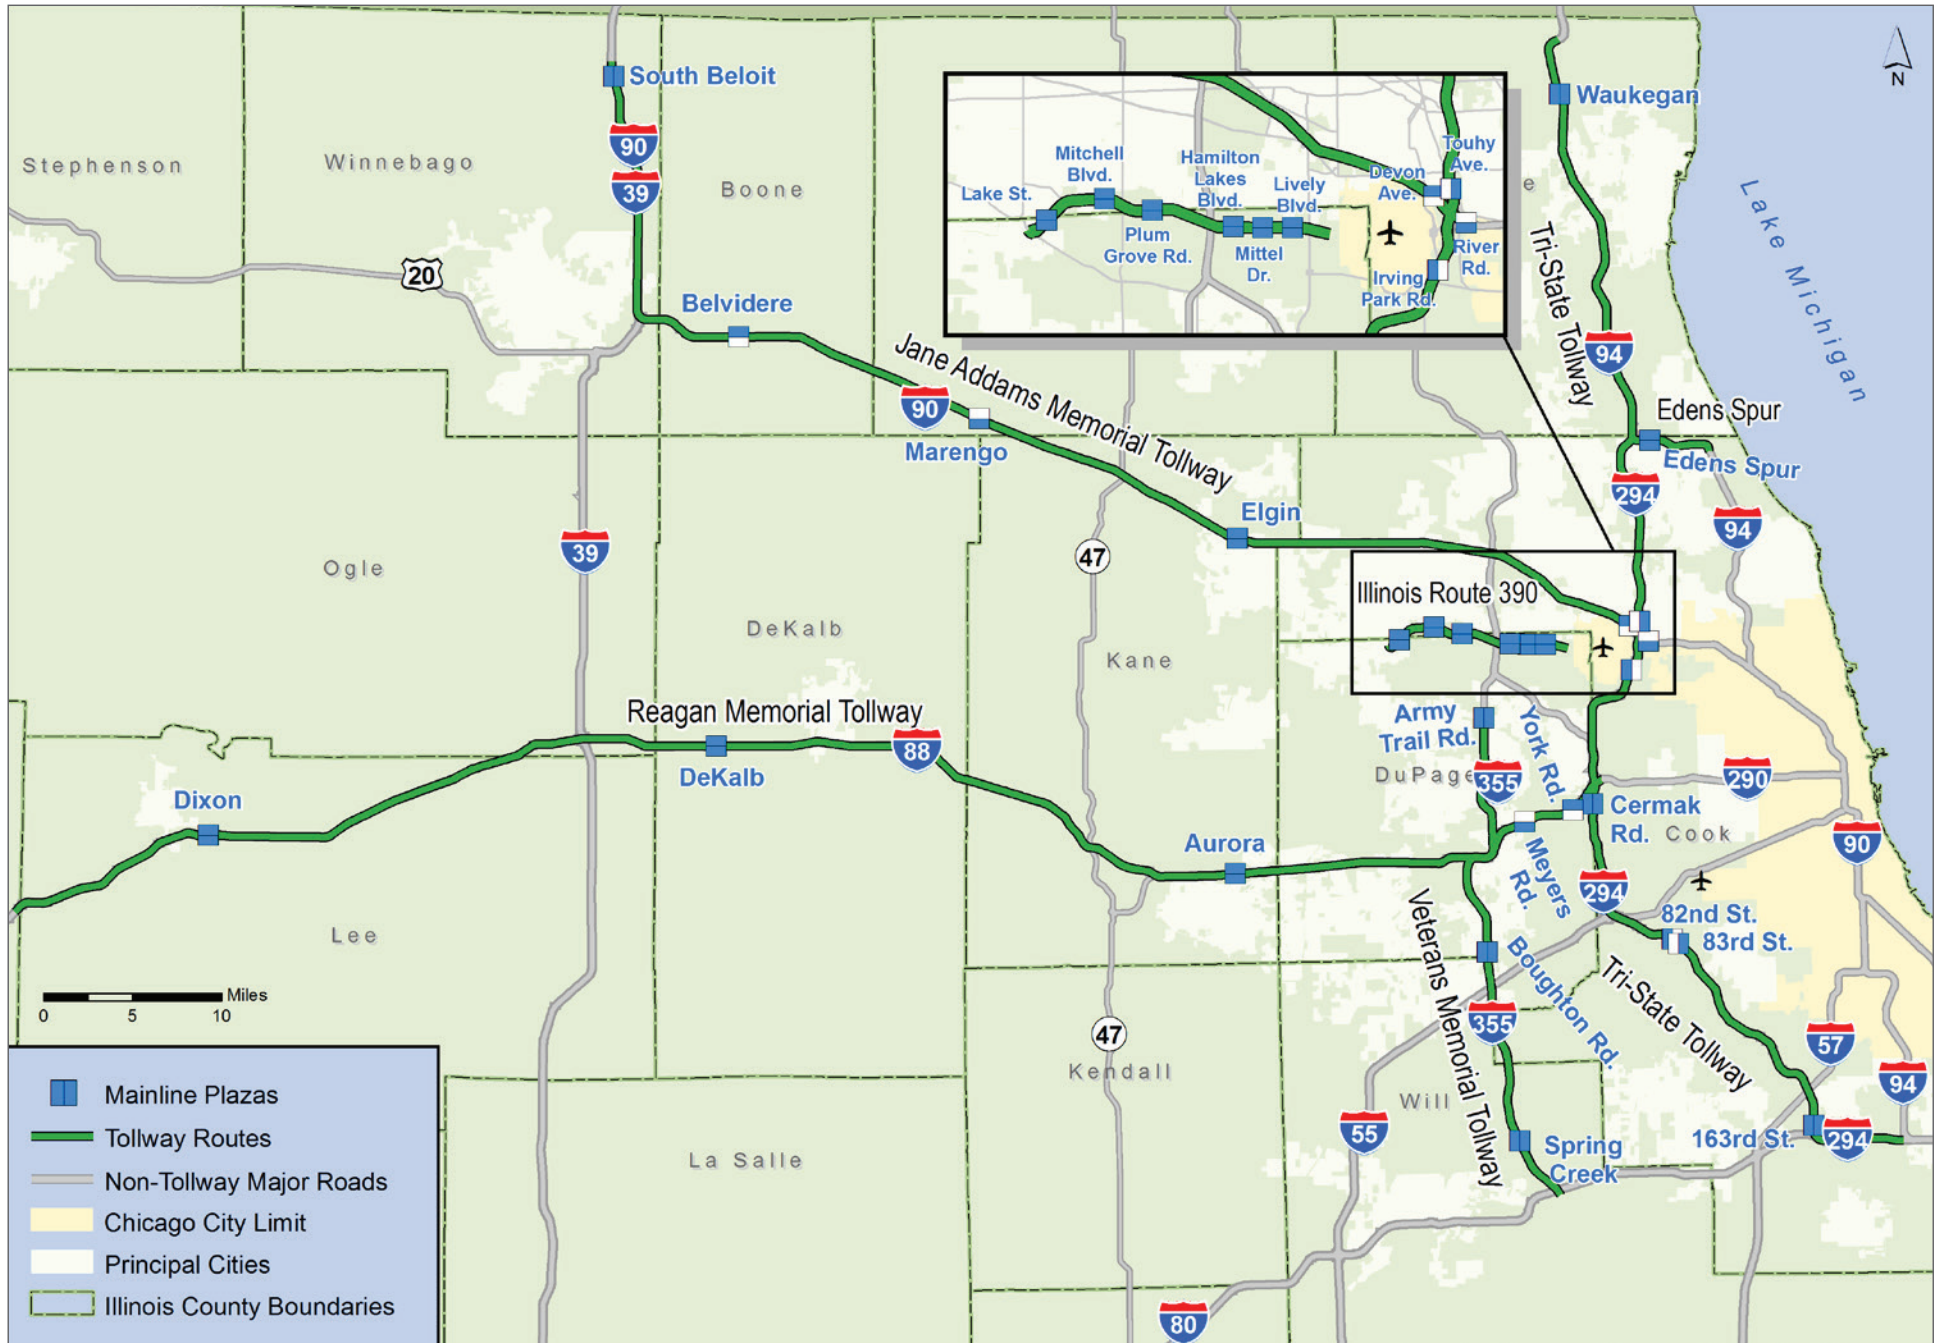 N
South Beloit
Waukegan
90
39
Stephenson
Winnebago
Boone
Touhy
Ave.
Mitchell
Blvd.
Hamilton
Lakes
Blvd.
Devon
Ave.
Lake St.
Lively
Blvd.
Plum
Grove Rd.
Mittel
Dr.
River
Rd.
Irving
Park Rd.
e
Lake Michigan
Tri-State Tollway
20
Belvidere
94
Jane Addams Memorial Tollway
90
Marengo
Edens Spur
Edens Spur
294
94
Elgin
39
47
Ogle
Illinois Route 390
DeKalb
Kane
Reagan Memorial Tollway
88
DeKalb
Army
Trail Rd.
York Rd.
DuPage
355
290
Dixon
Cermak
Rd.
Cook
90
Aurora
Meyers
Rd.
294
82nd St.
83rd St.
Lee
Veterans Memorial Tollway
Boughton Rd.
Tri-State Tollway
Miles
0
5
10
355
47
57
Kendall
94
Will
55
163rd St.
294
La Salle
Spring
Creek
80
Mainline Plazas
Tollway Routes
Non-Tollway Major Roads
Chicago City Limit
Principal Cities
Illinois County Boundaries